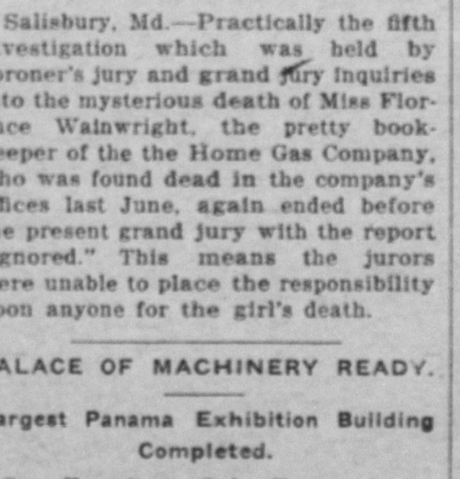 Salisbury, Md.—Practically the fifth
vestigation which was held by
oroner's jury and grand jury inquiries
to the mysterious death of Miss Flor-
nce Wainwright, the pretty book-
eeper of the the Home Gas Company,
ho was found dead in the company's
fices last June, again ended before
e present grand jury with the report
gnored." This means the jurors
ere unable to place the responsibility
pon anyone for the girl's death.
ALACE OF MACHINERY READY.
argest Panama Exhibition Building
Completed.